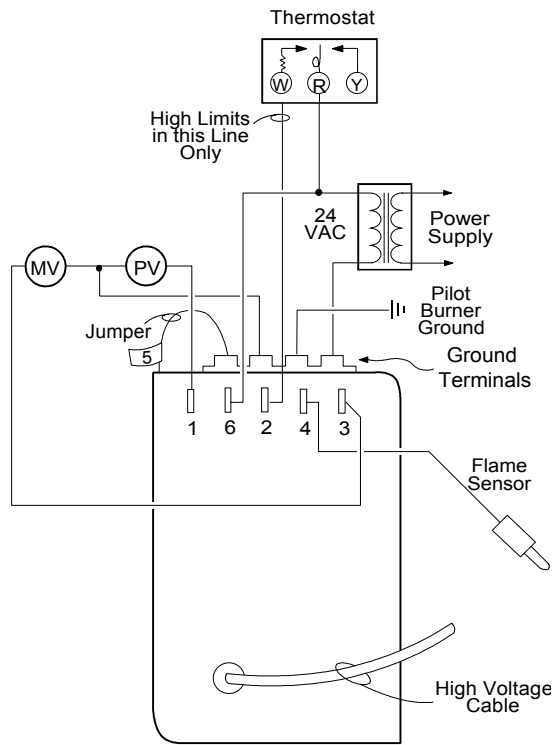 Thermostat
W R Y
High Limits
in this Line
Only
24
VAC
Power
Supply
MV
PV
Pilot
Burner
Ground
Jumper
5
Ground
Terminals
1 6 2 4 3
Flame
Sensor
High Voltage
Cable